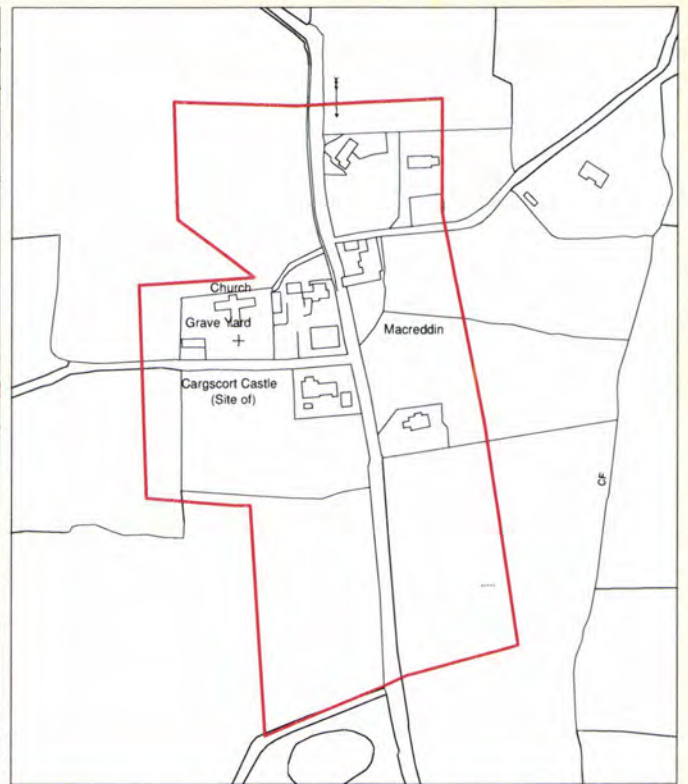 Church
Grave Yard
Macreddin
Cargscort Castle
(Site of)
CF